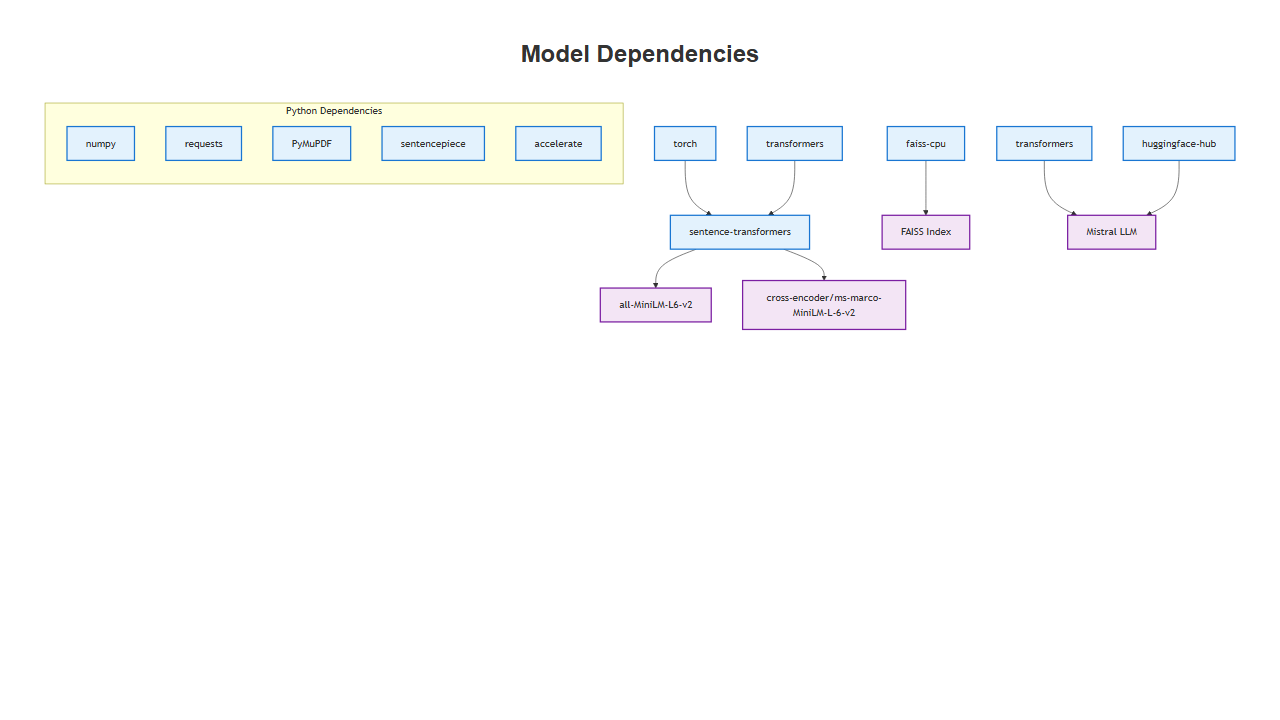 Model Dependencies
Python Dependencies
numpy
requests
PyMuPDF
sentencepiece
accelerate
torch
transformers
faiss-cpu
transformers
huggingface-hub
sentence-transformers
FAISS Index
Mistral LLM
all-MiniLM-L6-v2
cross-encoder/ms-marco-
MiniLM-L-6-v2